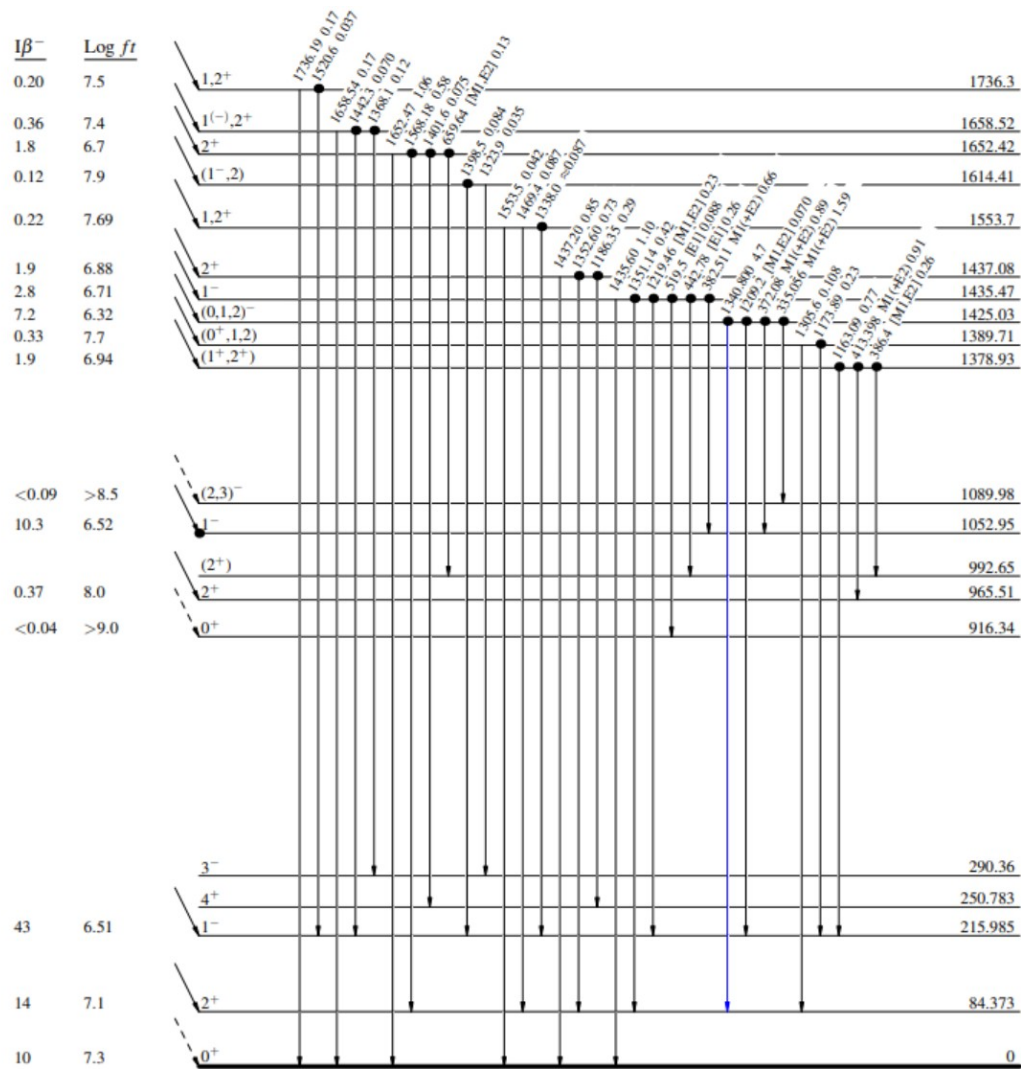 Iβ⁻ Log ft
1736.19 0.17
1520.6 0.037
1658.54 0.17
1442.3 0.070
1368.1 0.12
1652.47 1.06
1568.18 0.58
1401.6 0.075
659.64 [M1,E2] 0.13
1398.5 0.084
1323.9 0.035
1553.5 0.042
1469.4 0.087
1338.0 ≈0.087
1437.20 0.85
1352.60 0.73
1186.35 0.29
1435.60 1.10
1351.14 0.42
1219.46 [M1,E2] 0.23
519.5 [E1] 0.088
442.78 [E1] 0.26
382.511 M1(+E2) 0.66
1340.800 4.7
1209.2 [M1,E2] 0.070
372.08 M1(+E2) 0.89
335.056 M1(+E2) 1.59
1305.6 0.108
1173.89 0.23
1163.09 0.77
413.398 M1(+E2) 0.91
386.4 [M1,E2] 0.26
0.20 7.5 1,2⁺ 1736.3
0.36 7.4 1⁽⁻⁾,2⁺ 1658.52
1.8 6.7 2⁺ 1652.42
0.12 7.9 (1⁻,2) 1614.41
0.22 7.69 1,2⁺ 1553.7
1.9 6.88 2⁺ 1437.08
2.8 6.71 1⁻ 1435.47
7.2 6.32 (0,1,2)⁻ 1425.03
0.33 7.7 (0⁺,1,2) 1389.71
1.9 6.94 (1⁺,2⁺) 1378.93
<0.09 >8.5 (2,3)⁻ 1089.98
10.3 6.52 1⁻ 1052.95
(2⁺) 992.65
0.37 8.0 2⁺ 965.51
<0.04 >9.0 0⁺ 916.34
3⁻ 290.36
4⁺ 250.783
43 6.51 1⁻ 215.985
14 7.1 2⁺ 84.373
10 7.3 0⁺ 0